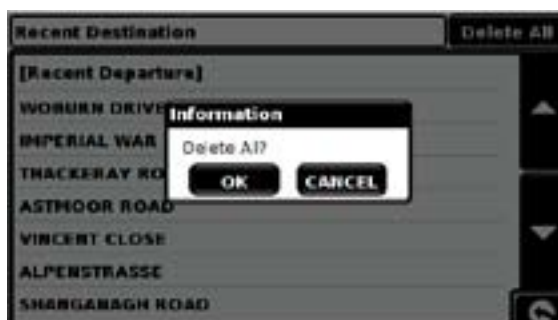 Recent Destination Delete All
[Recent Departure]
WOBURN DRIVE
IMPERIAL WAR
THACKERAY RO
ASTMOOR ROAD
VINCENT CLOSE
ALPENSTRASSE
SHANGANAGH ROAD
Information
Delete All?
OK CANCEL